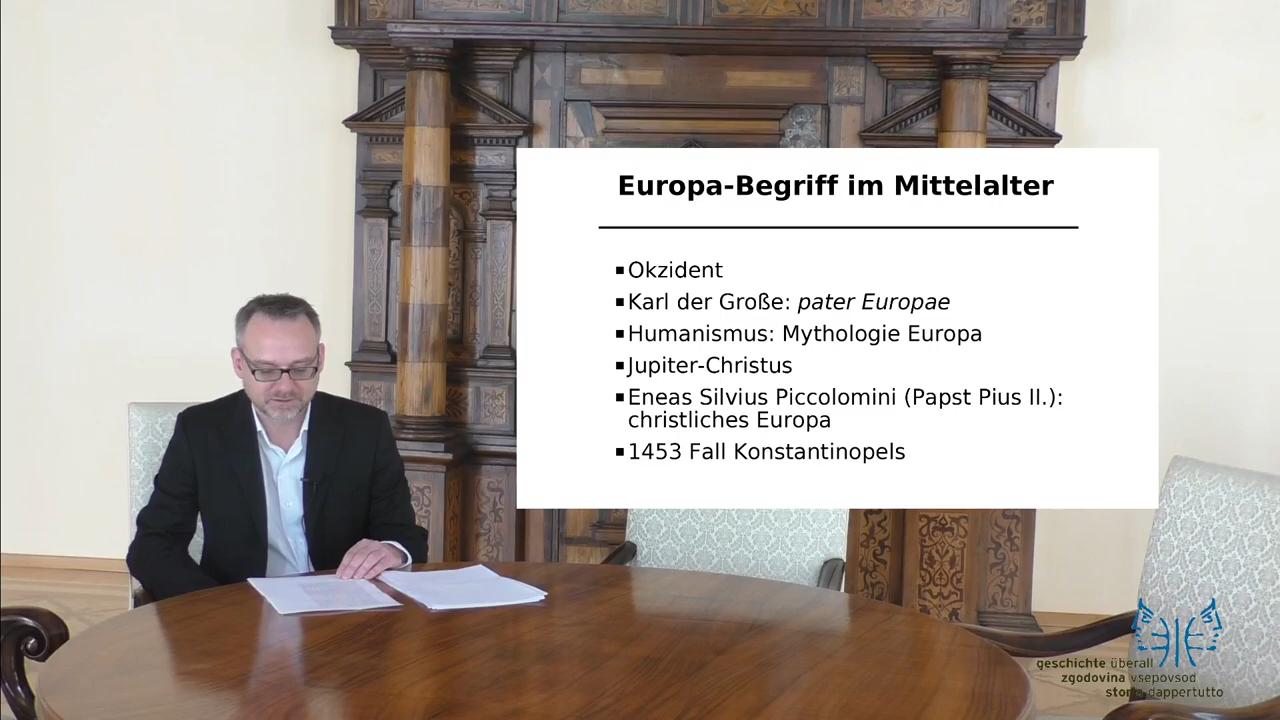 Europa-Begriff im Mittelalter
▪Okzident
▪Karl der Große: pater Europae
▪Humanismus: Mythologie Europa
▪Jupiter-Christus
▪Eneas Silvius Piccolomini (Papst Pius II.):
christliches Europa
▪1453 Fall Konstantinopels
geschichte überall
zgodovina vsepovsod
storia dappertutto